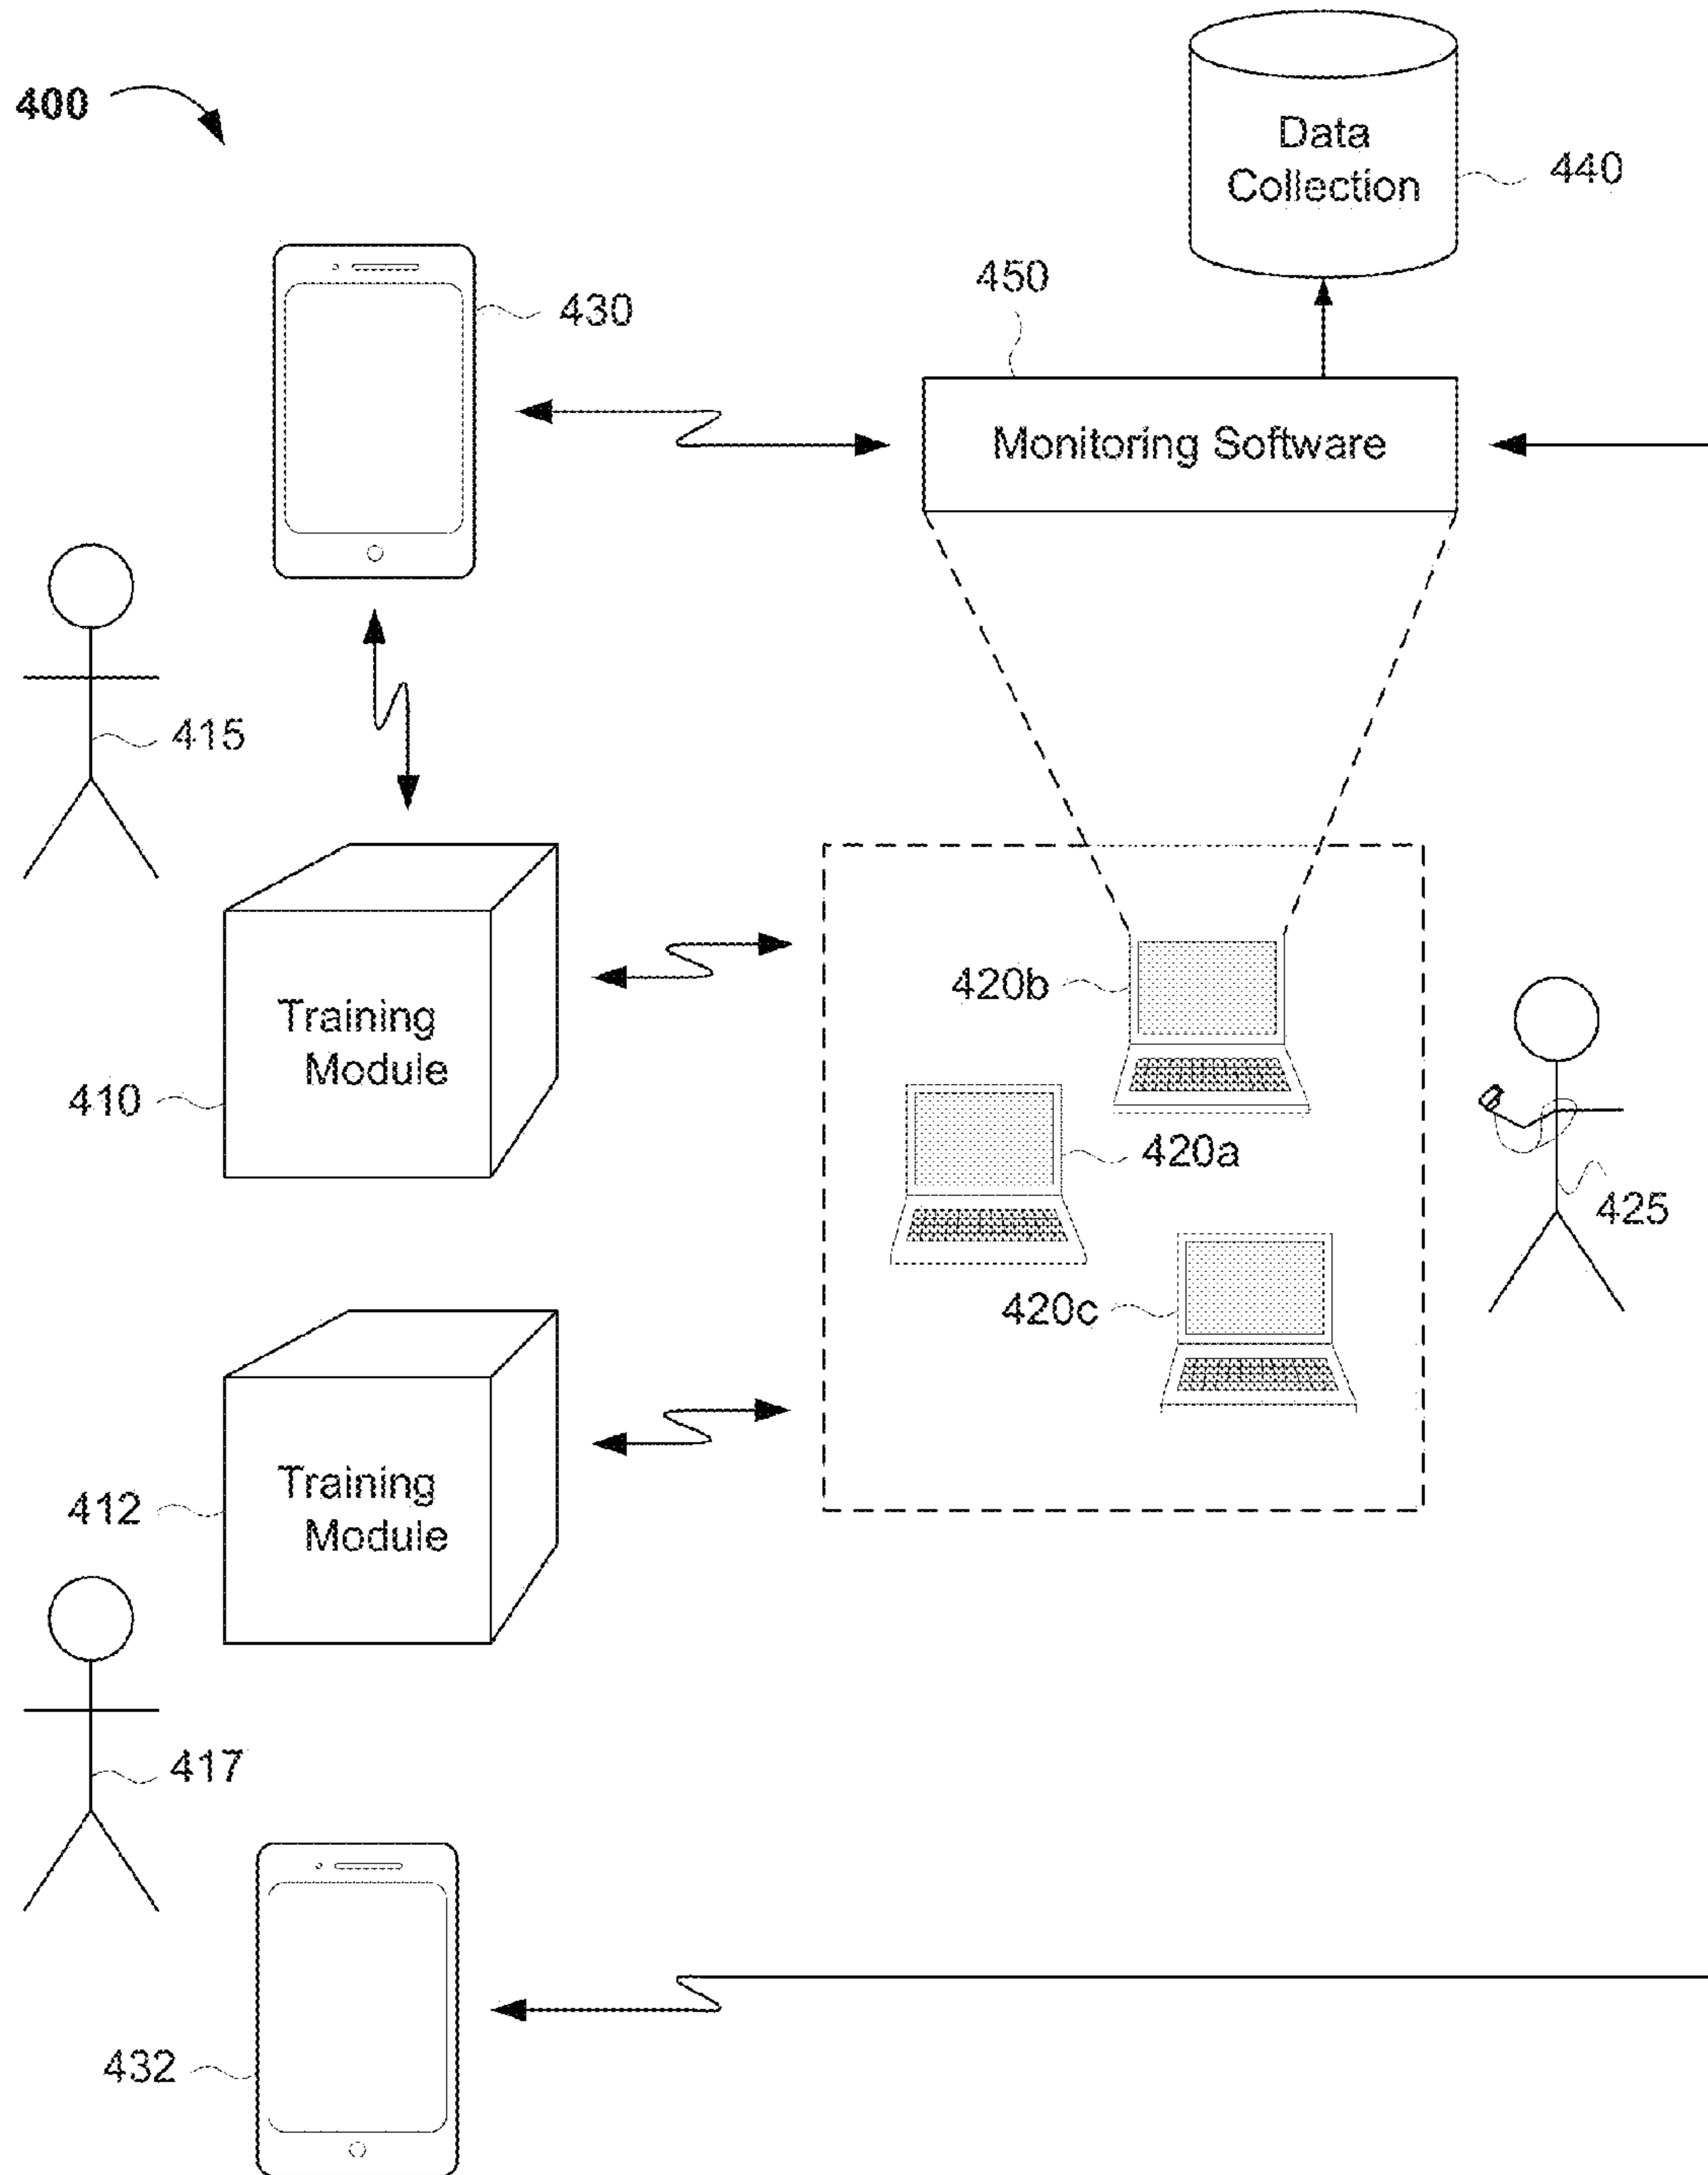 400
Data
Collection
440
450
430
Monitoring Software
415
420b
Training
Module
410
420a
425
420c
Training
Module
412
417
432